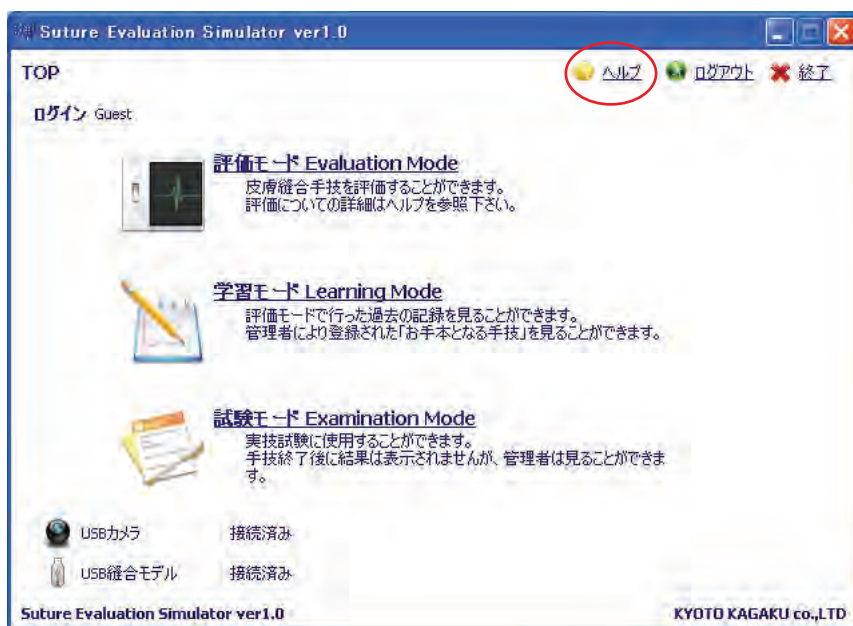 Suture Evaluation Simulator ver1.0
TOP
ヘルプ ログアウト 終了
ログイン Guest
評価モード Evaluation Mode
皮膚縫合手技を評価することができます。
評価についての詳細はヘルプを参照下さい。
学習モード Learning Mode
評価モードで行った過去の記録を見ることができます。
管理者により登録された「お手本となる手技」を見ることができます。
試験モード Examination Mode
実技試験に使用することができます。
手技終了後に結果は表示されませんが、管理者は見ることができま
す。
USBカメラ 接続済み
USB縫合モデル 接続済み
Suture Evaluation Simulator ver1.0 KYOTO KAGAKU co.,LTD